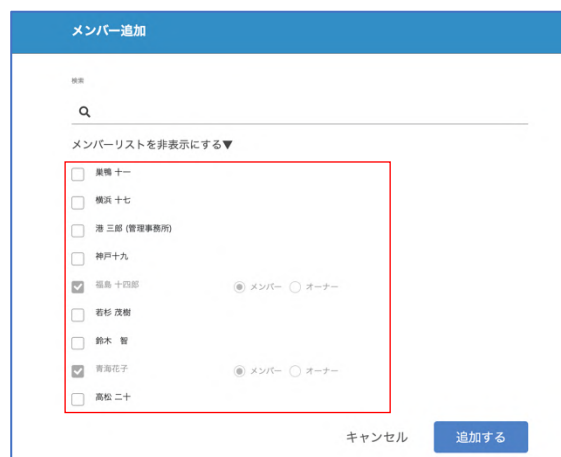 メンバー追加
検索
メンバーリストを非表示にする▼
巣鴨 十一
横浜 十七
港 三郎 (管理事務所)
神戸十九
福島 十四郎 メンバー オーナー
若杉 茂樹
鈴木　智
青海花子 メンバー オーナー
高松 二十
キャンセル 追加する